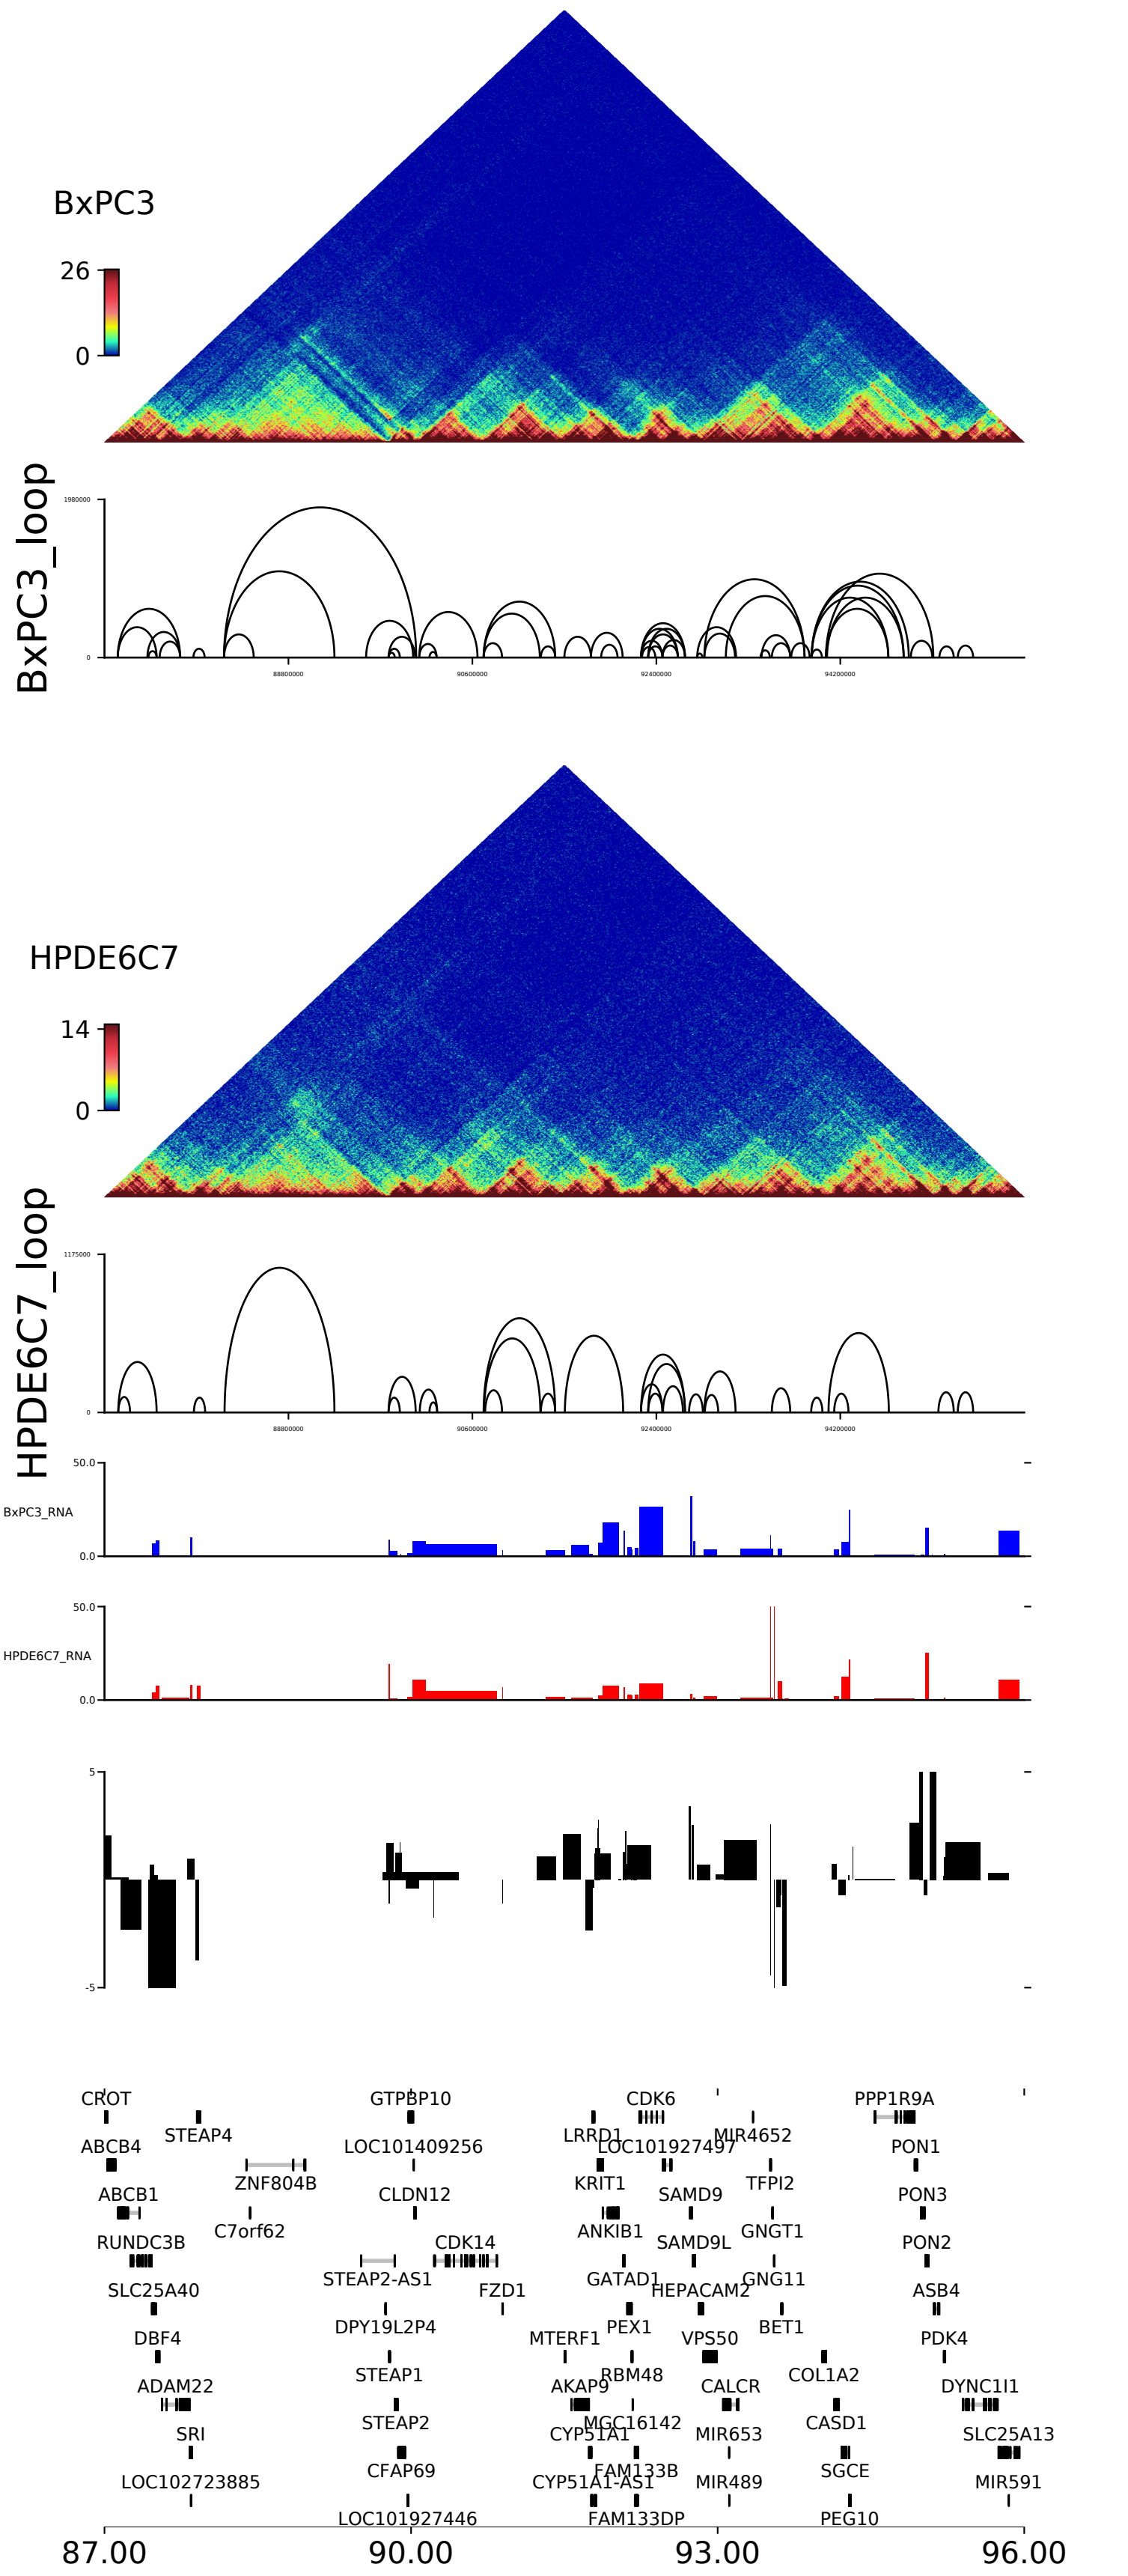 BxPC3
26
0
BxPC3_loop
1980000
0
88800000 90600000 92400000 94200000
HPDE6C7
14
0
HPDE6C7_loop
1175000
0
88800000 90600000 92400000 94200000
50.0
BxPC3_RNA
0.0
50.0
HPDE6C7_RNA
0.0
5
-5
CROT GTPBP10 CDK6 PPP1R9A
STEAP4 LRRD1 MIR4652
ABCB4 LOC101409256 LOC101927497 PON1
ZNF804B KRIT1 TFPI2
ABCB1 CLDN12 SAMD9 PON3
C7orf62 ANKIB1 GNGT1
RUNDC3B CDK14 SAMD9L PON2
STEAP2-AS1 GATAD1 GNG11
SLC25A40 FZD1 HEPACAM2 ASB4
DPY19L2P4 PEX1 BET1
DBF4 MTERF1 VPS50 PDK4
STEAP1 RBM48 COL1A2
ADAM22 AKAP9 CALCR DYNC1I1
STEAP2 MGC16142 CASD1
SRI CYP51A1 MIR653 SLC25A13
CFAP69 FAM133B SGCE
LOC102723885 CYP51A1-AS1 MIR489 MIR591
LOC101927446 FAM133DP PEG10
87.00 90.00 93.00 96.00